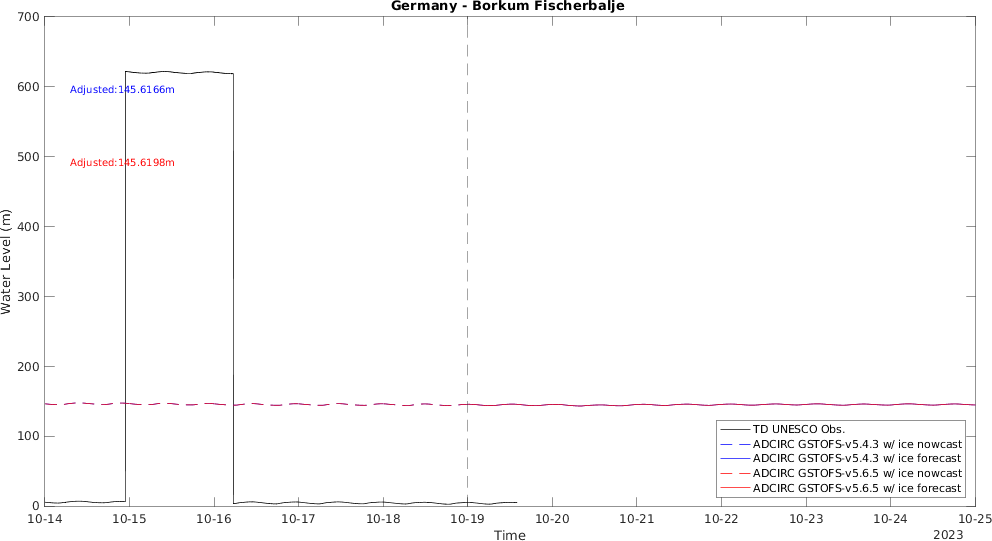 Germany - Borkum Fischerbalje
700
600
500
400
300
200
100
0
Water Level (m)
Adjusted:145.6166m
Adjusted:145.6198m
TD UNESCO Obs.
ADCIRC GSTOFS-v5.4.3 w/ ice nowcast
ADCIRC GSTOFS-v5.4.3 w/ ice forecast
ADCIRC GSTOFS-v5.6.5 w/ ice nowcast
ADCIRC GSTOFS-v5.6.5 w/ ice forecast
10-14 10-15 10-16 10-17 10-18 10-19 10-20 10-21 10-22 10-23 10-24 10-25
Time
2023